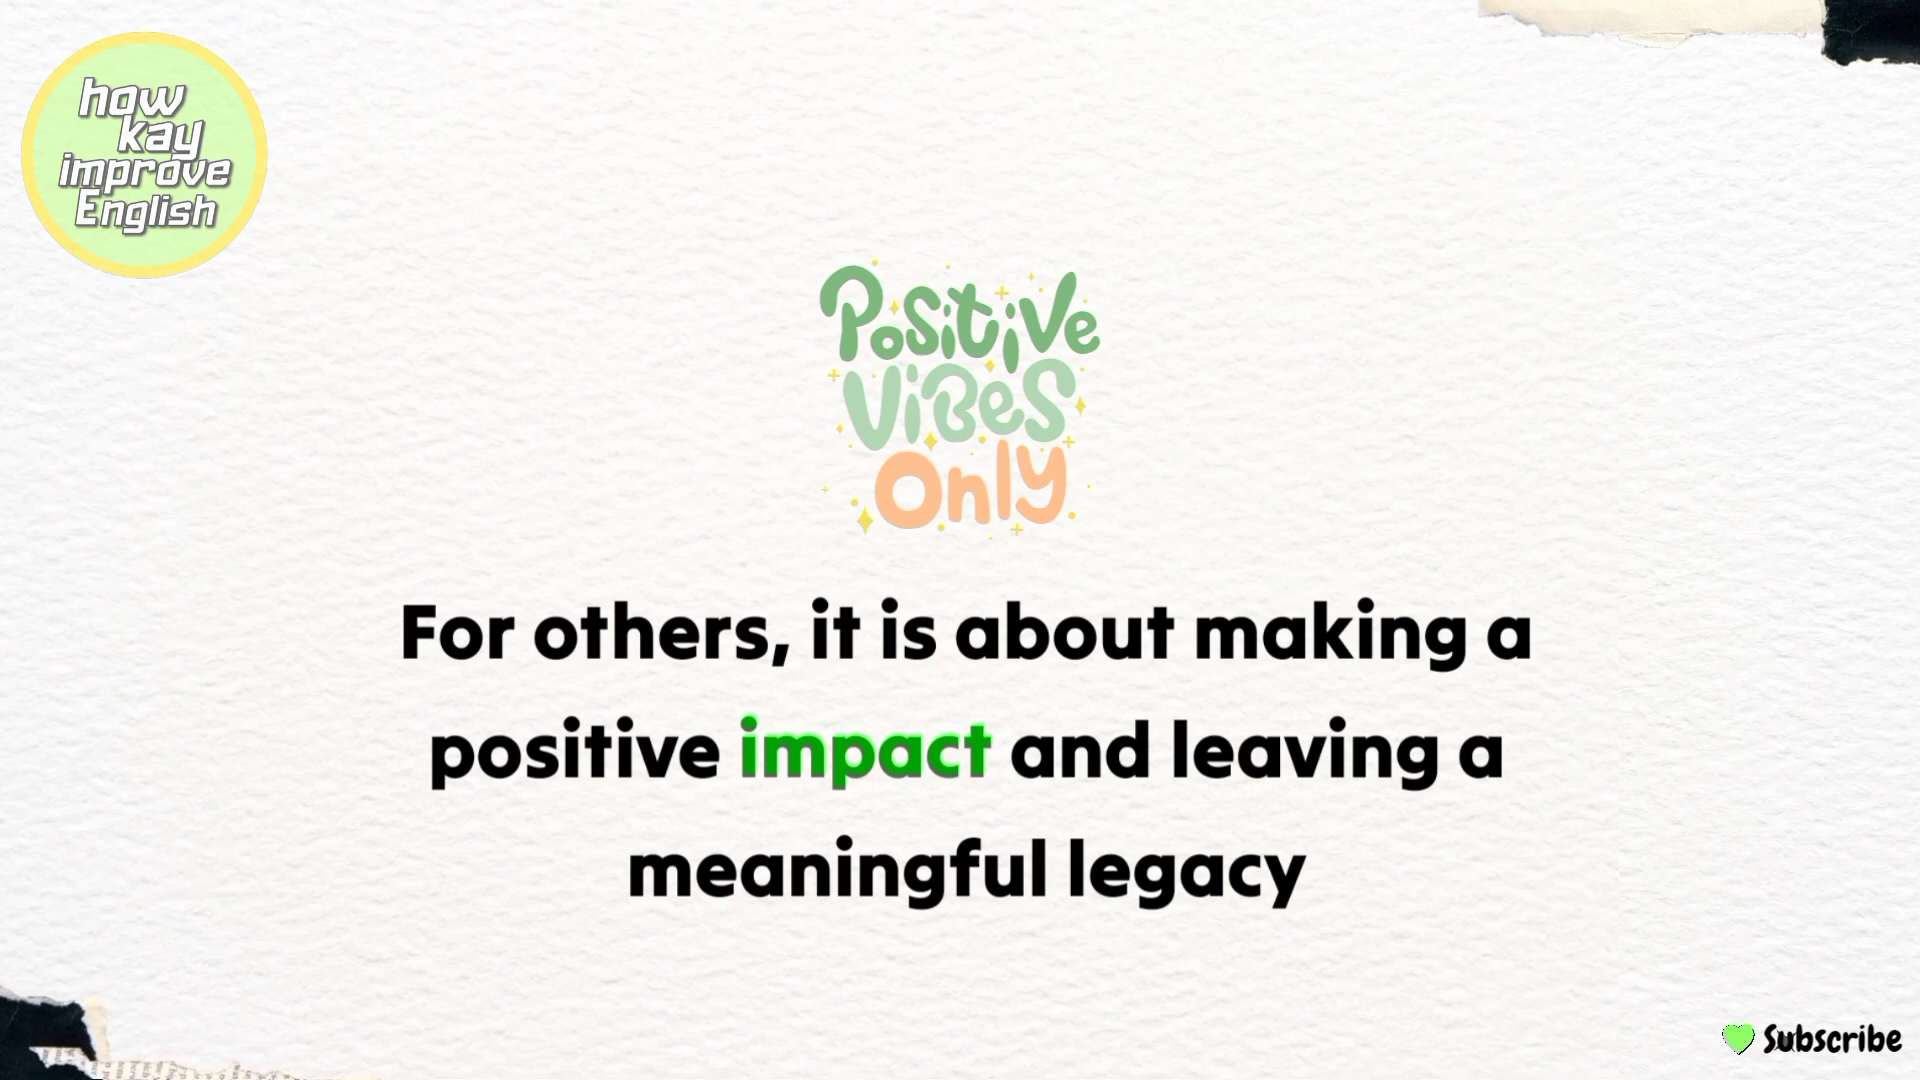 how
kay
improve
English
Positive
Vibes
Only
For others, it is about making a
positive impact and leaving a
meaningful legacy
Subscribe